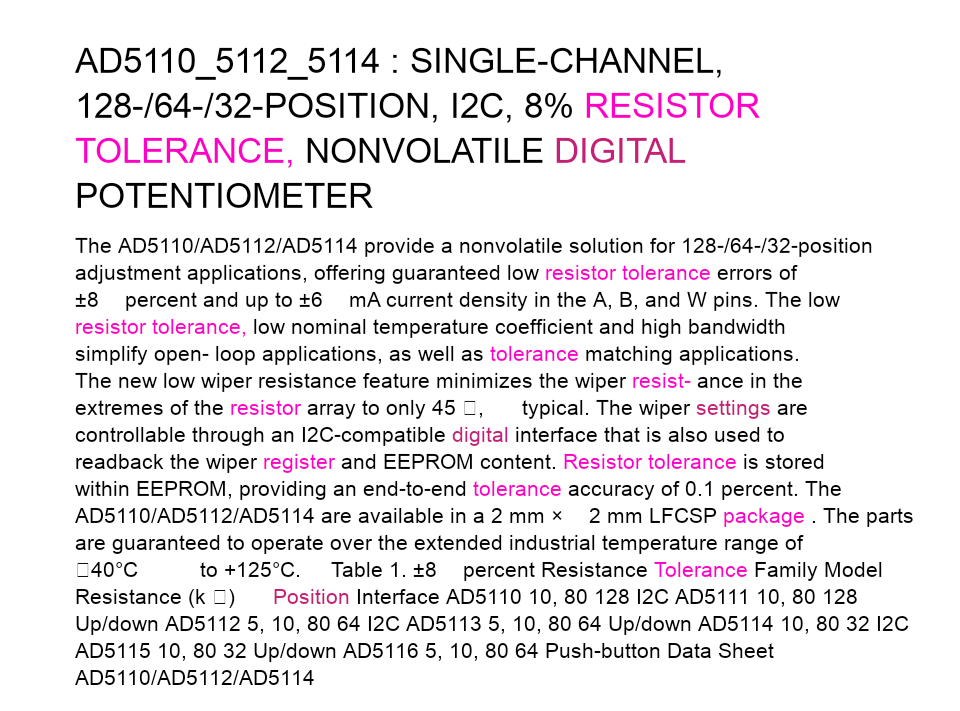 AD5110_5112_5114 : SINGLE-CHANNEL,
128-/64-/32-POSITION, I2C, 8% RESISTOR
TOLERANCE, NONVOLATILE DIGITAL
POTENTIOMETER
The AD5110/AD5112/AD5114 provide a nonvolatile solution for 128-/64-/32-position
adjustment applications, offering guaranteed low resistor tolerance errors of
±8 percent and up to ±6 mA current density in the A, B, and W pins. The low
resistor tolerance, low nominal temperature coefficient and high bandwidth
simplify open- loop applications, as well as tolerance matching applications.
The new low wiper resistance feature minimizes the wiper resist- ance in the
extremes of the resistor array to only 45 □, typical. The wiper settings are
controllable through an I2C-compatible digital interface that is also used to
readback the wiper register and EEPROM content. Resistor tolerance is stored
within EEPROM, providing an end-to-end tolerance accuracy of 0.1 percent. The
AD5110/AD5112/AD5114 are available in a 2 mm × 2 mm LFCSP package . The parts
are guaranteed to operate over the extended industrial temperature range of
□40°C to +125°C. Table 1. ±8 percent Resistance Tolerance Family Model
Resistance (k □) Position Interface AD5110 10, 80 128 I2C AD5111 10, 80 128
Up/down AD5112 5, 10, 80 64 I2C AD5113 5, 10, 80 64 Up/down AD5114 10, 80 32 I2C
AD5115 10, 80 32 Up/down AD5116 5, 10, 80 64 Push-button Data Sheet
AD5110/AD5112/AD5114